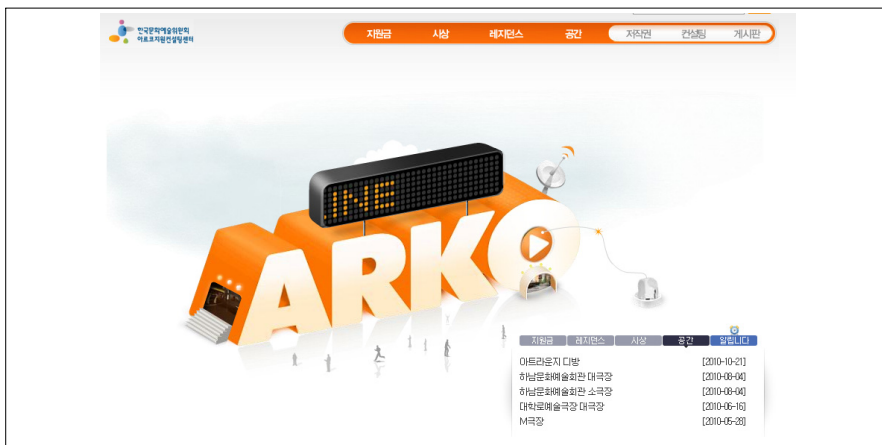 한국문화예술위원회
아르코지원컨설팅센터
지원금 시상 레지던스 공간 저작권 컨설팅 게시판
INE
ARKO
지원금 레지던스 시상 공간 알립니다
아트라운지 디방 [2010-10-21]
하남문화예술회관 대극장 [2010-08-04]
하남문화예술회관 소극장 [2010-08-04]
대학로예술극장 대극장 [2010-06-16]
M극장 [2010-05-28]